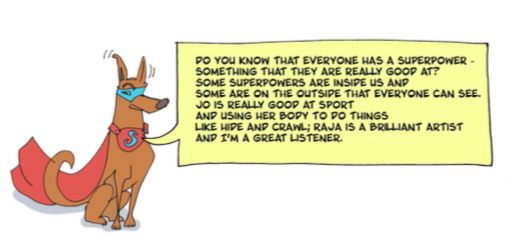 DO YOU KNOW THAT EVERYONE HAS A SUPERPOWER -
SOMETHING THAT THEY ARE REALLY GOOD AT?
SOME SUPERPOWERS ARE INSIDE US AND
SOME ARE ON THE OUTSIDE THAT EVERYONE CAN SEE.
JO IS REALLY GOOD AT SPORT
AND USING HER BODY TO DO THINGS
LIKE HIDE AND CRAWL; RAJA IS A BRILLIANT ARTIST
AND I'M A GREAT LISTENER.
S